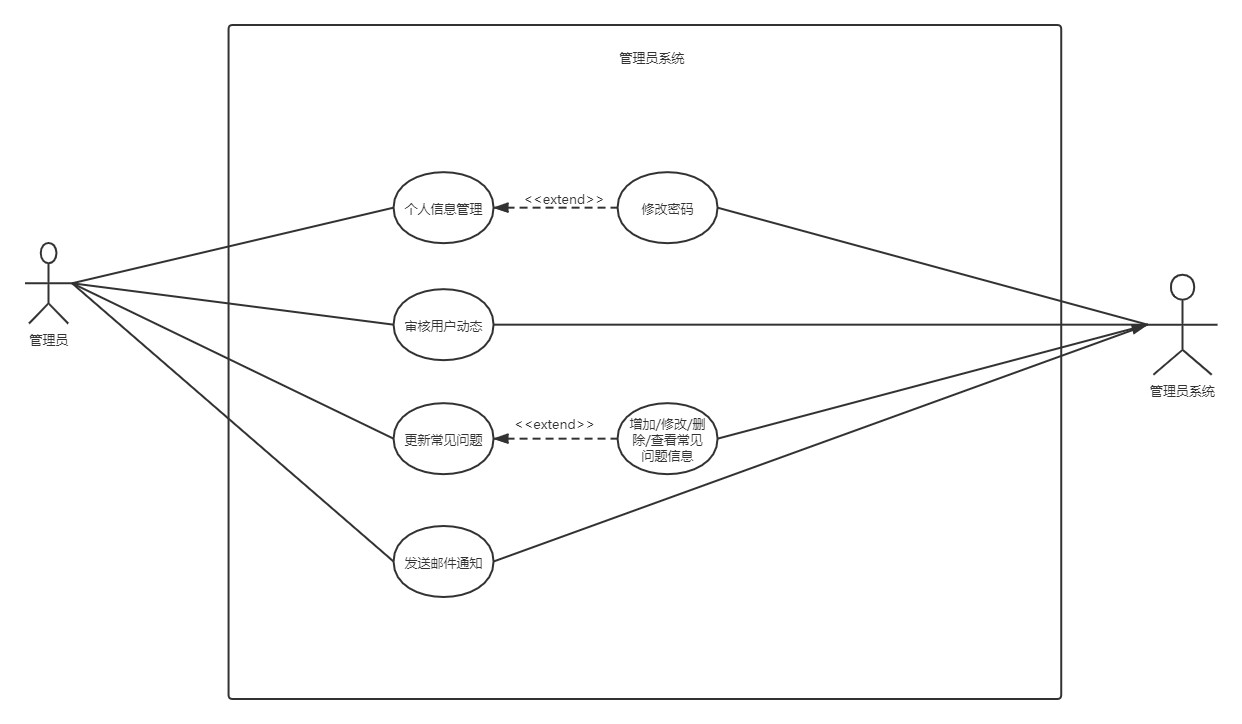 管理员系统
个人信息管理
<<extend>>
修改密码
管理员
审核用户动态
管理员系统
更新常见问题
<<extend>>
增加/修改/删
除/查看常见
问题信息
发送邮件通知